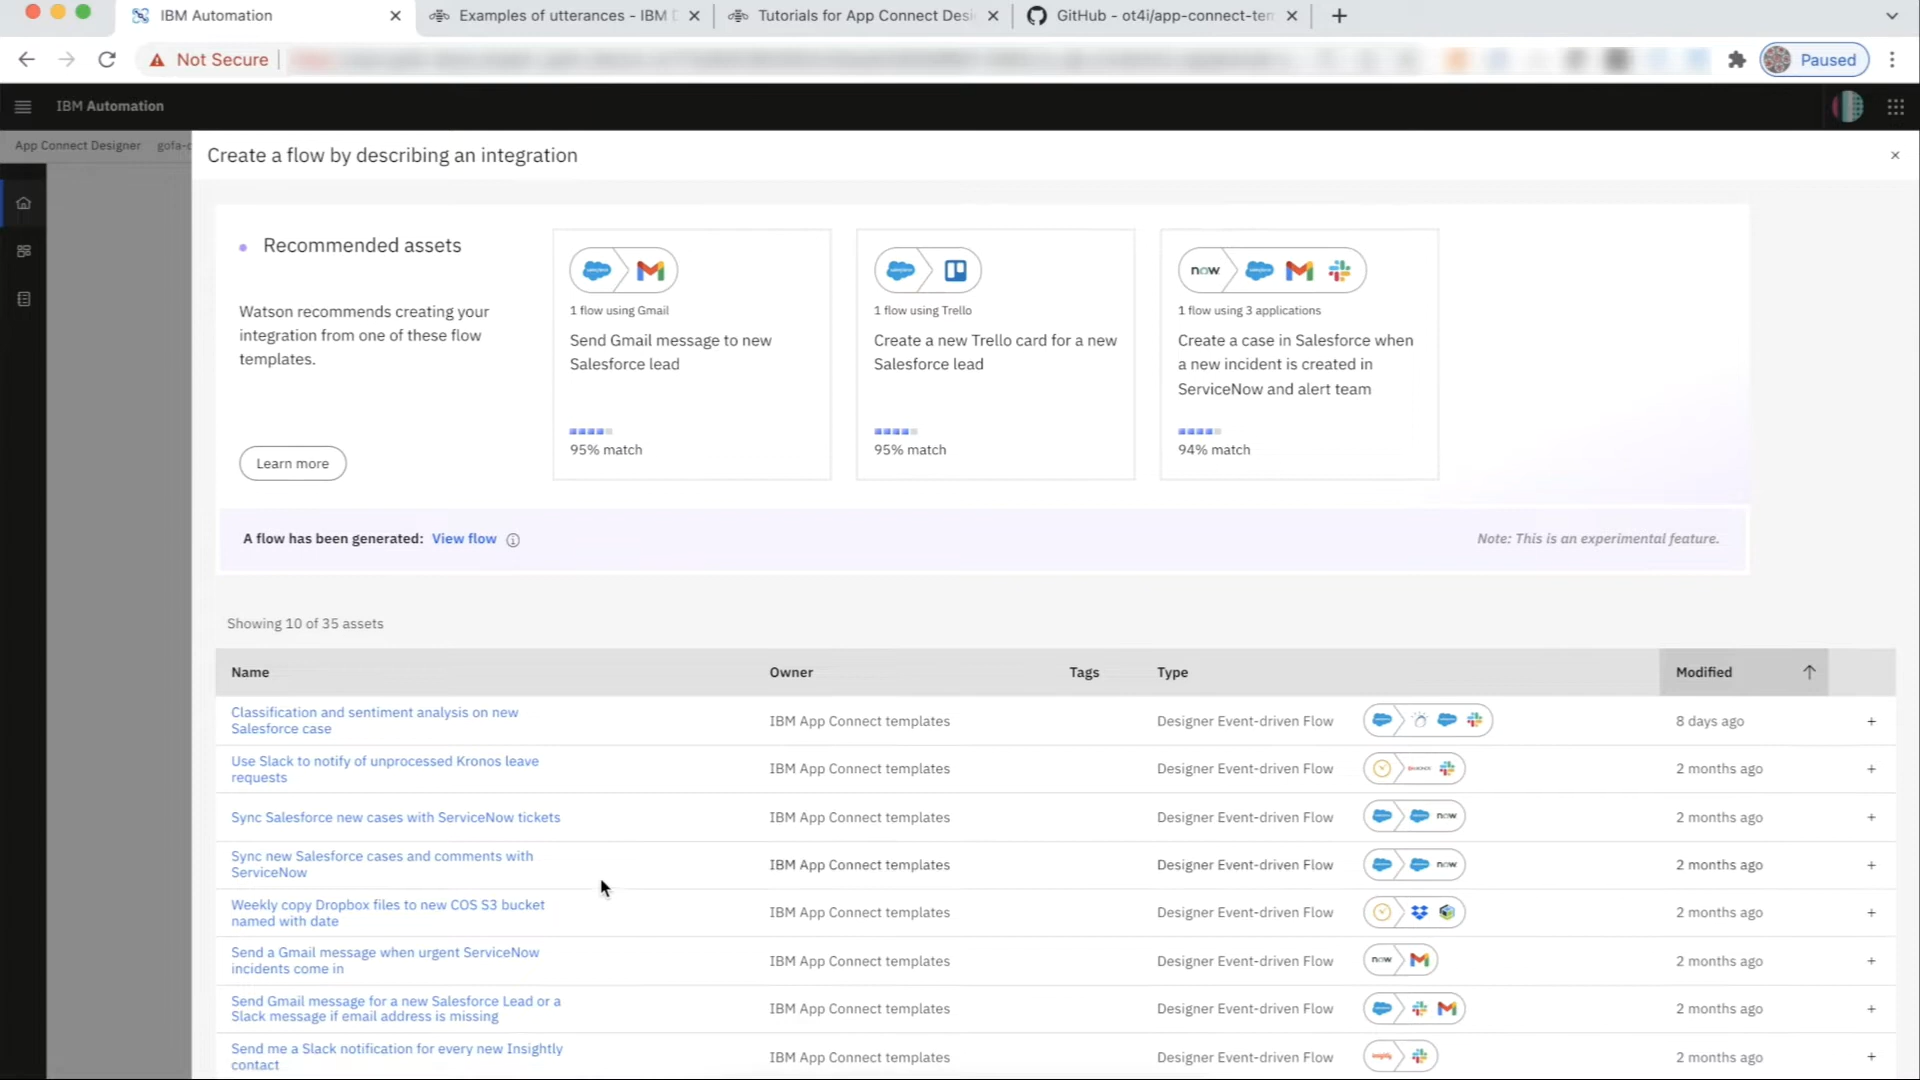 IBM Automation
Examples of utterances - IBM D
Tutorials for App Connect Desi
GitHub - ot4i/app-connect-tem
Not Secure
Paused
IBM Automation
App Connect Designer
gofa-c
Create a flow by describing an integration
Recommended assets
Watson recommends creating your
integration from one of these flow
templates.
Learn more
1 flow using Gmail
Send Gmail message to new
Salesforce lead
95% match
1 flow using Trello
Create a new Trello card for a new
Salesforce lead
95% match
now
1 flow using 3 applications
Create a case in Salesforce when
a new incident is created in
ServiceNow and alert team
94% match
A flow has been generated: View flow
Note: This is an experimental feature.
Showing 10 of 35 assets
Name Owner Tags Type Modified
Classification and sentiment analysis on new
Salesforce case
IBM App Connect templates Designer Event-driven Flow 8 days ago
Use Slack to notify of unprocessed Kronos leave
requests
IBM App Connect templates Designer Event-driven Flow 2 months ago
Sync Salesforce new cases with ServiceNow tickets
IBM App Connect templates Designer Event-driven Flow now 2 months ago
Sync new Salesforce cases and comments with
ServiceNow
IBM App Connect templates Designer Event-driven Flow now 2 months ago
Weekly copy Dropbox files to new COS S3 bucket
named with date
IBM App Connect templates Designer Event-driven Flow 2 months ago
Send a Gmail message when urgent ServiceNow
incidents come in
IBM App Connect templates Designer Event-driven Flow now 2 months ago
Send Gmail message for a new Salesforce Lead or a
Slack message if email address is missing
IBM App Connect templates Designer Event-driven Flow 2 months ago
Send me a Slack notification for every new Insightly
contact
IBM App Connect templates Designer Event-driven Flow 2 months ago